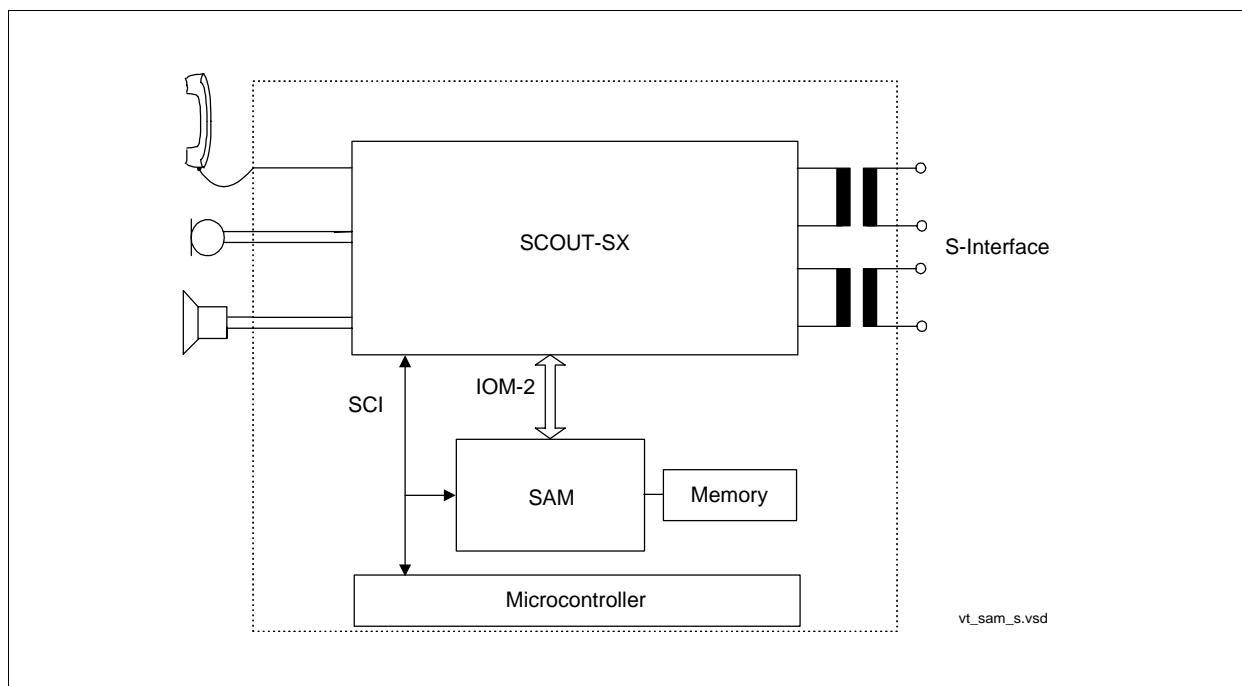 SCOUT-SX
S-Interface
IOM-2
SCI
SAM
Memory
Microcontroller
vt_sam_s.vsd